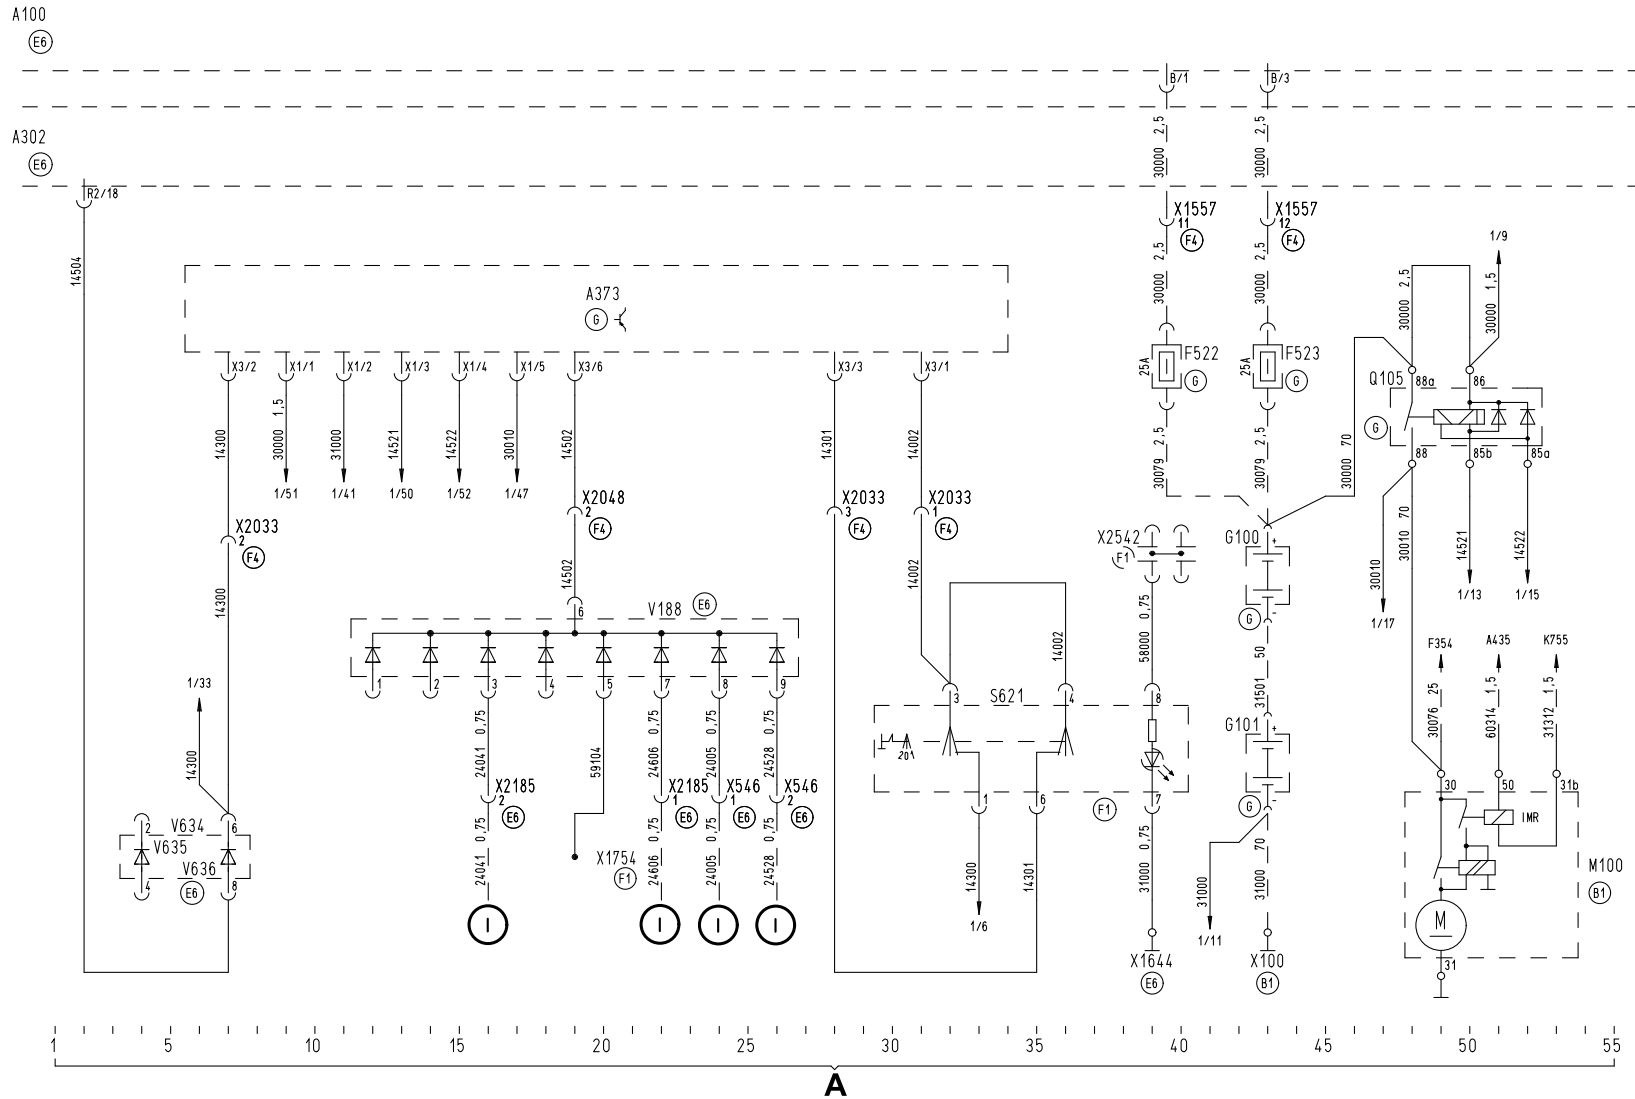 A100
E6
B/1
B/3
A302
E6
R2/18
30000 2,5
30000 2,5
X1557
11
F4
X1557
12
F4
1/9
14504
A373
G
30000 2,5
30000 2,5
30000 2,5
30000 1,5
X3/2
X1/1
X1/2
X1/3
X1/4
X1/5
X3/6
X3/3
X3/1
25A
F522
G
25A
F523
G
Q105
88a
86
G
14300
30000 1,5
31000
14521
14522
30010
14502
14301
14002
30079 2,5
30079 2,5
30000 70
88
85b
85a
1/51
1/41
1/50
1/52
1/47
X2033
2
F4
X2048
2
F4
X2033
3
F4
X2033
1
F4
X2542
F1
G100
+
-
G
30010 70
30010
14521
14522
1/17
1/13
1/15
14300
14502
14002
6
V188
E6
1
2
3
4
5
7
8
9
14002
58000 0,75
31501 50
F354
A435
K755
30076 25
60314 1,5
31312 1,5
1/33
14300
24041 0,75
59104
24606 0,75
24005 0,75
24528 0,75
3
S621
4
8
20A
1
6
7
F1
G101
+
-
G
30
50
31b
IMR
M100
B1
M
31
X2185
2
E6
X2185
1
E6
X546
1
E6
X546
2
E6
2
V634
6
V635
V636
4
8
E6
24041 0,75
X1754
F1
24606 0,75
24005 0,75
24528 0,75
14300
1/6
14301
31000 0,75
31000
1/11
31000 70
I
I
I
I
X1644
E6
X100
B1
1
5
10
15
20
25
30
35
40
45
50
55
A